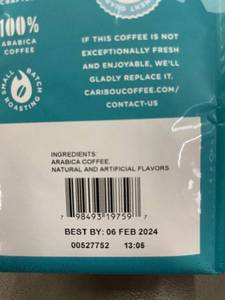 100%
ARABICA
COFFEE
SMALL BATCH
ROASTING
IF THIS COFFEE IS NOT
EXCEPTIONALLY FRESH
AND ENJOYABLE, WE'LL
GLADLY REPLACE IT.
CARIBOUCOFFEE.COM/
CONTACT-US
INGREDIENTS:
ARABICA COFFEE,
NATURAL AND ARTIFICIAL FLAVORS
7 98493 19759 7
BEST BY: 06 FEB 2024
00527752 13:05